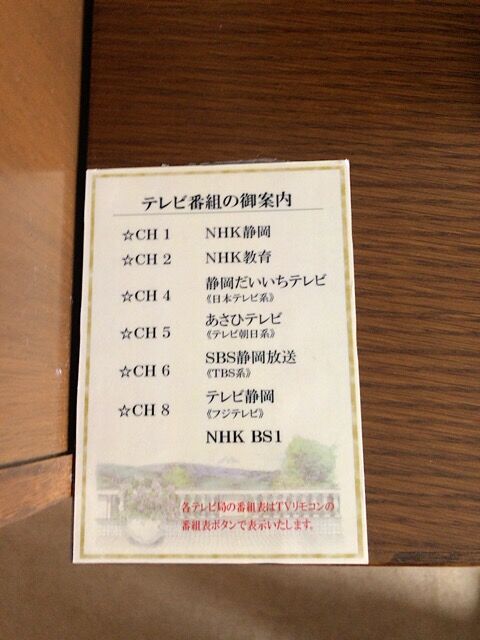 テレビ番組の御案内
☆CH 1 NHK静岡
☆CH 2 NHK教育
☆CH 4 静岡だいいちテレビ
《日本テレビ系》
☆CH 5 あさひテレビ
《テレビ朝日系》
☆CH 6 SBS静岡放送
《TBS系》
☆CH 8 テレビ静岡
《フジテレビ》
NHK BS1
各テレビ局の番組表はTVリモコンの
番組表ボタンで表示いたします。